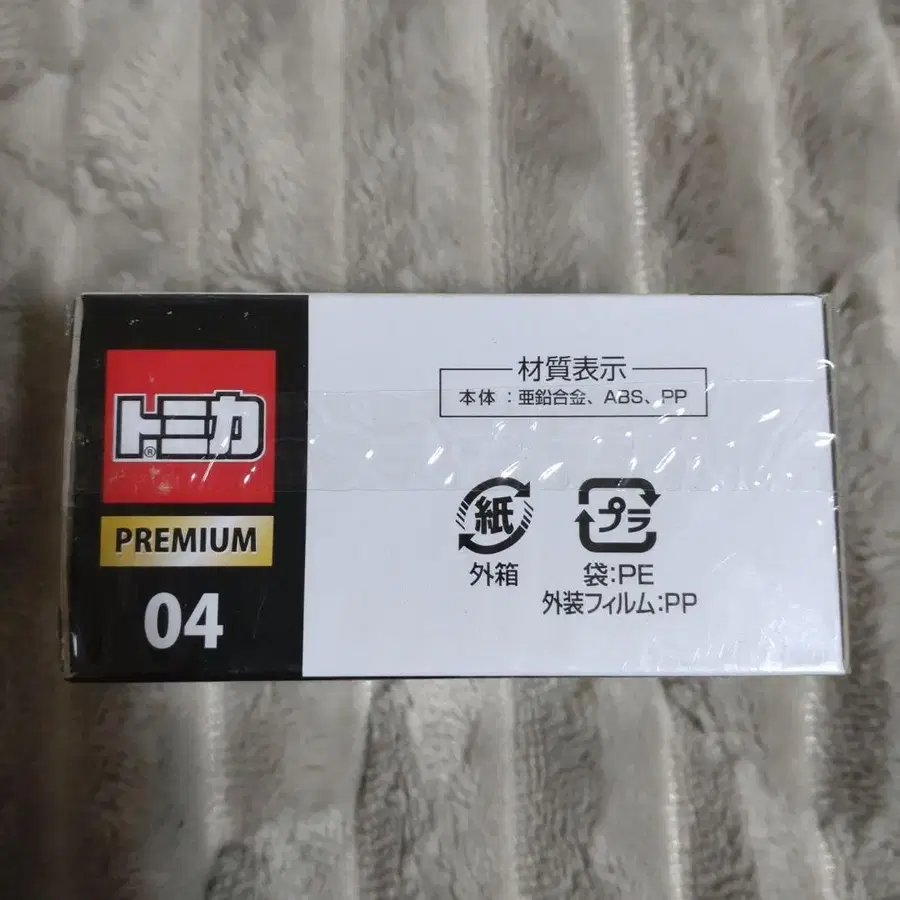 トミカ®
PREMIUM
04
材質表示
本体：亜鉛合金、ABS、PP
紙
外箱
プラ
袋:PE
外装フィルム:PP